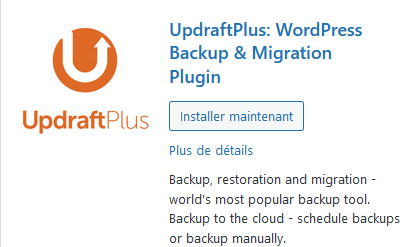 UpdraftPlus: WordPress
Backup & Migration
Plugin
UpdraftPlus
Installer maintenant
Plus de détails
Backup, restoration and migration -
world's most popular backup tool.
Backup to the cloud - schedule backups
or backup manually.